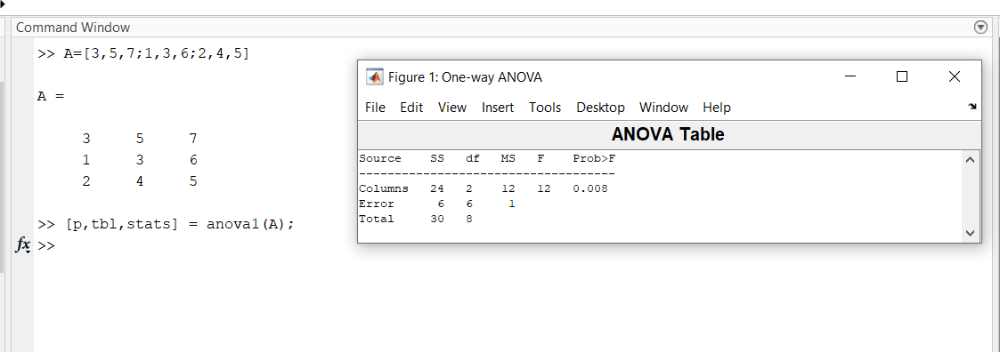 Command Window
>> A=[3,5,7;1,3,6;2,4,5]
A =
3 5 7
1 3 6
2 4 5
>> [p,tbl,stats] = anova1(A);
fx >>
Figure 1: One-way ANOVA
File Edit View Insert Tools Desktop Window Help
ANOVA Table
Source SS df MS F Prob>F
---------------------------------------
Columns 24 2 12 12 0.008
Error 6 6 1
Total 30 8